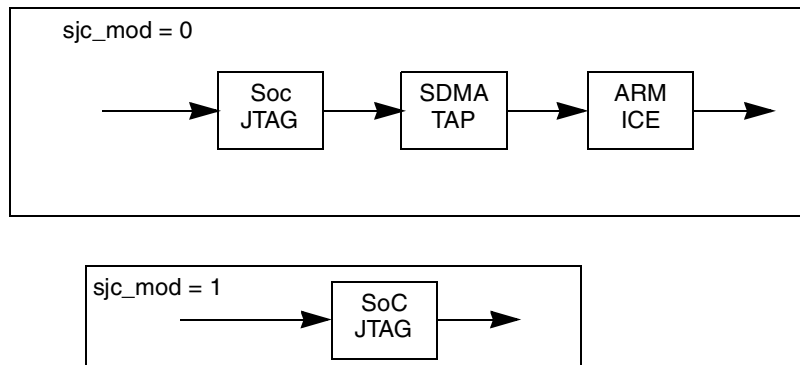 sjc_mod = 0
Soc
JTAG
SDMA
TAP
ARM
ICE
sjc_mod = 1
SoC
JTAG